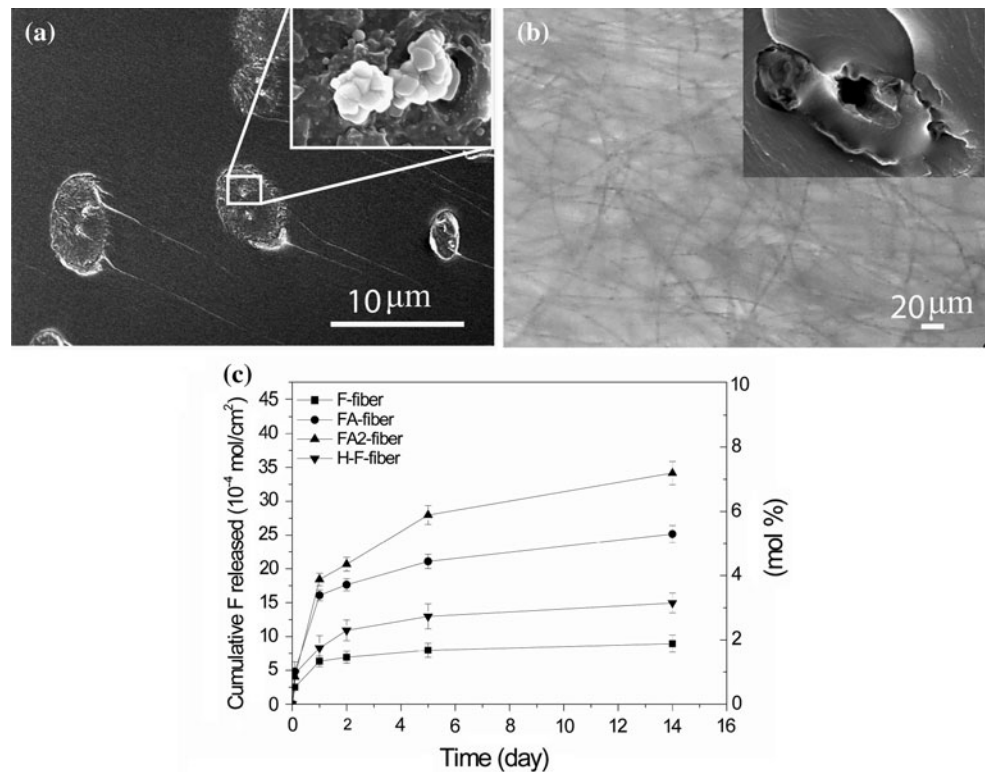 (a)
10 μm
(b)
20 μm
(c)
F-fiber
FA-fiber
FA2-fiber
H-F-fiber
Cumulative F released (10⁻⁴ mol/cm²)
45
40
35
30
25
20
15
10
5
0
10
8
6
4
2
0
(mol %)
0 2 4 6 8 10 12 14 16
Time (day)